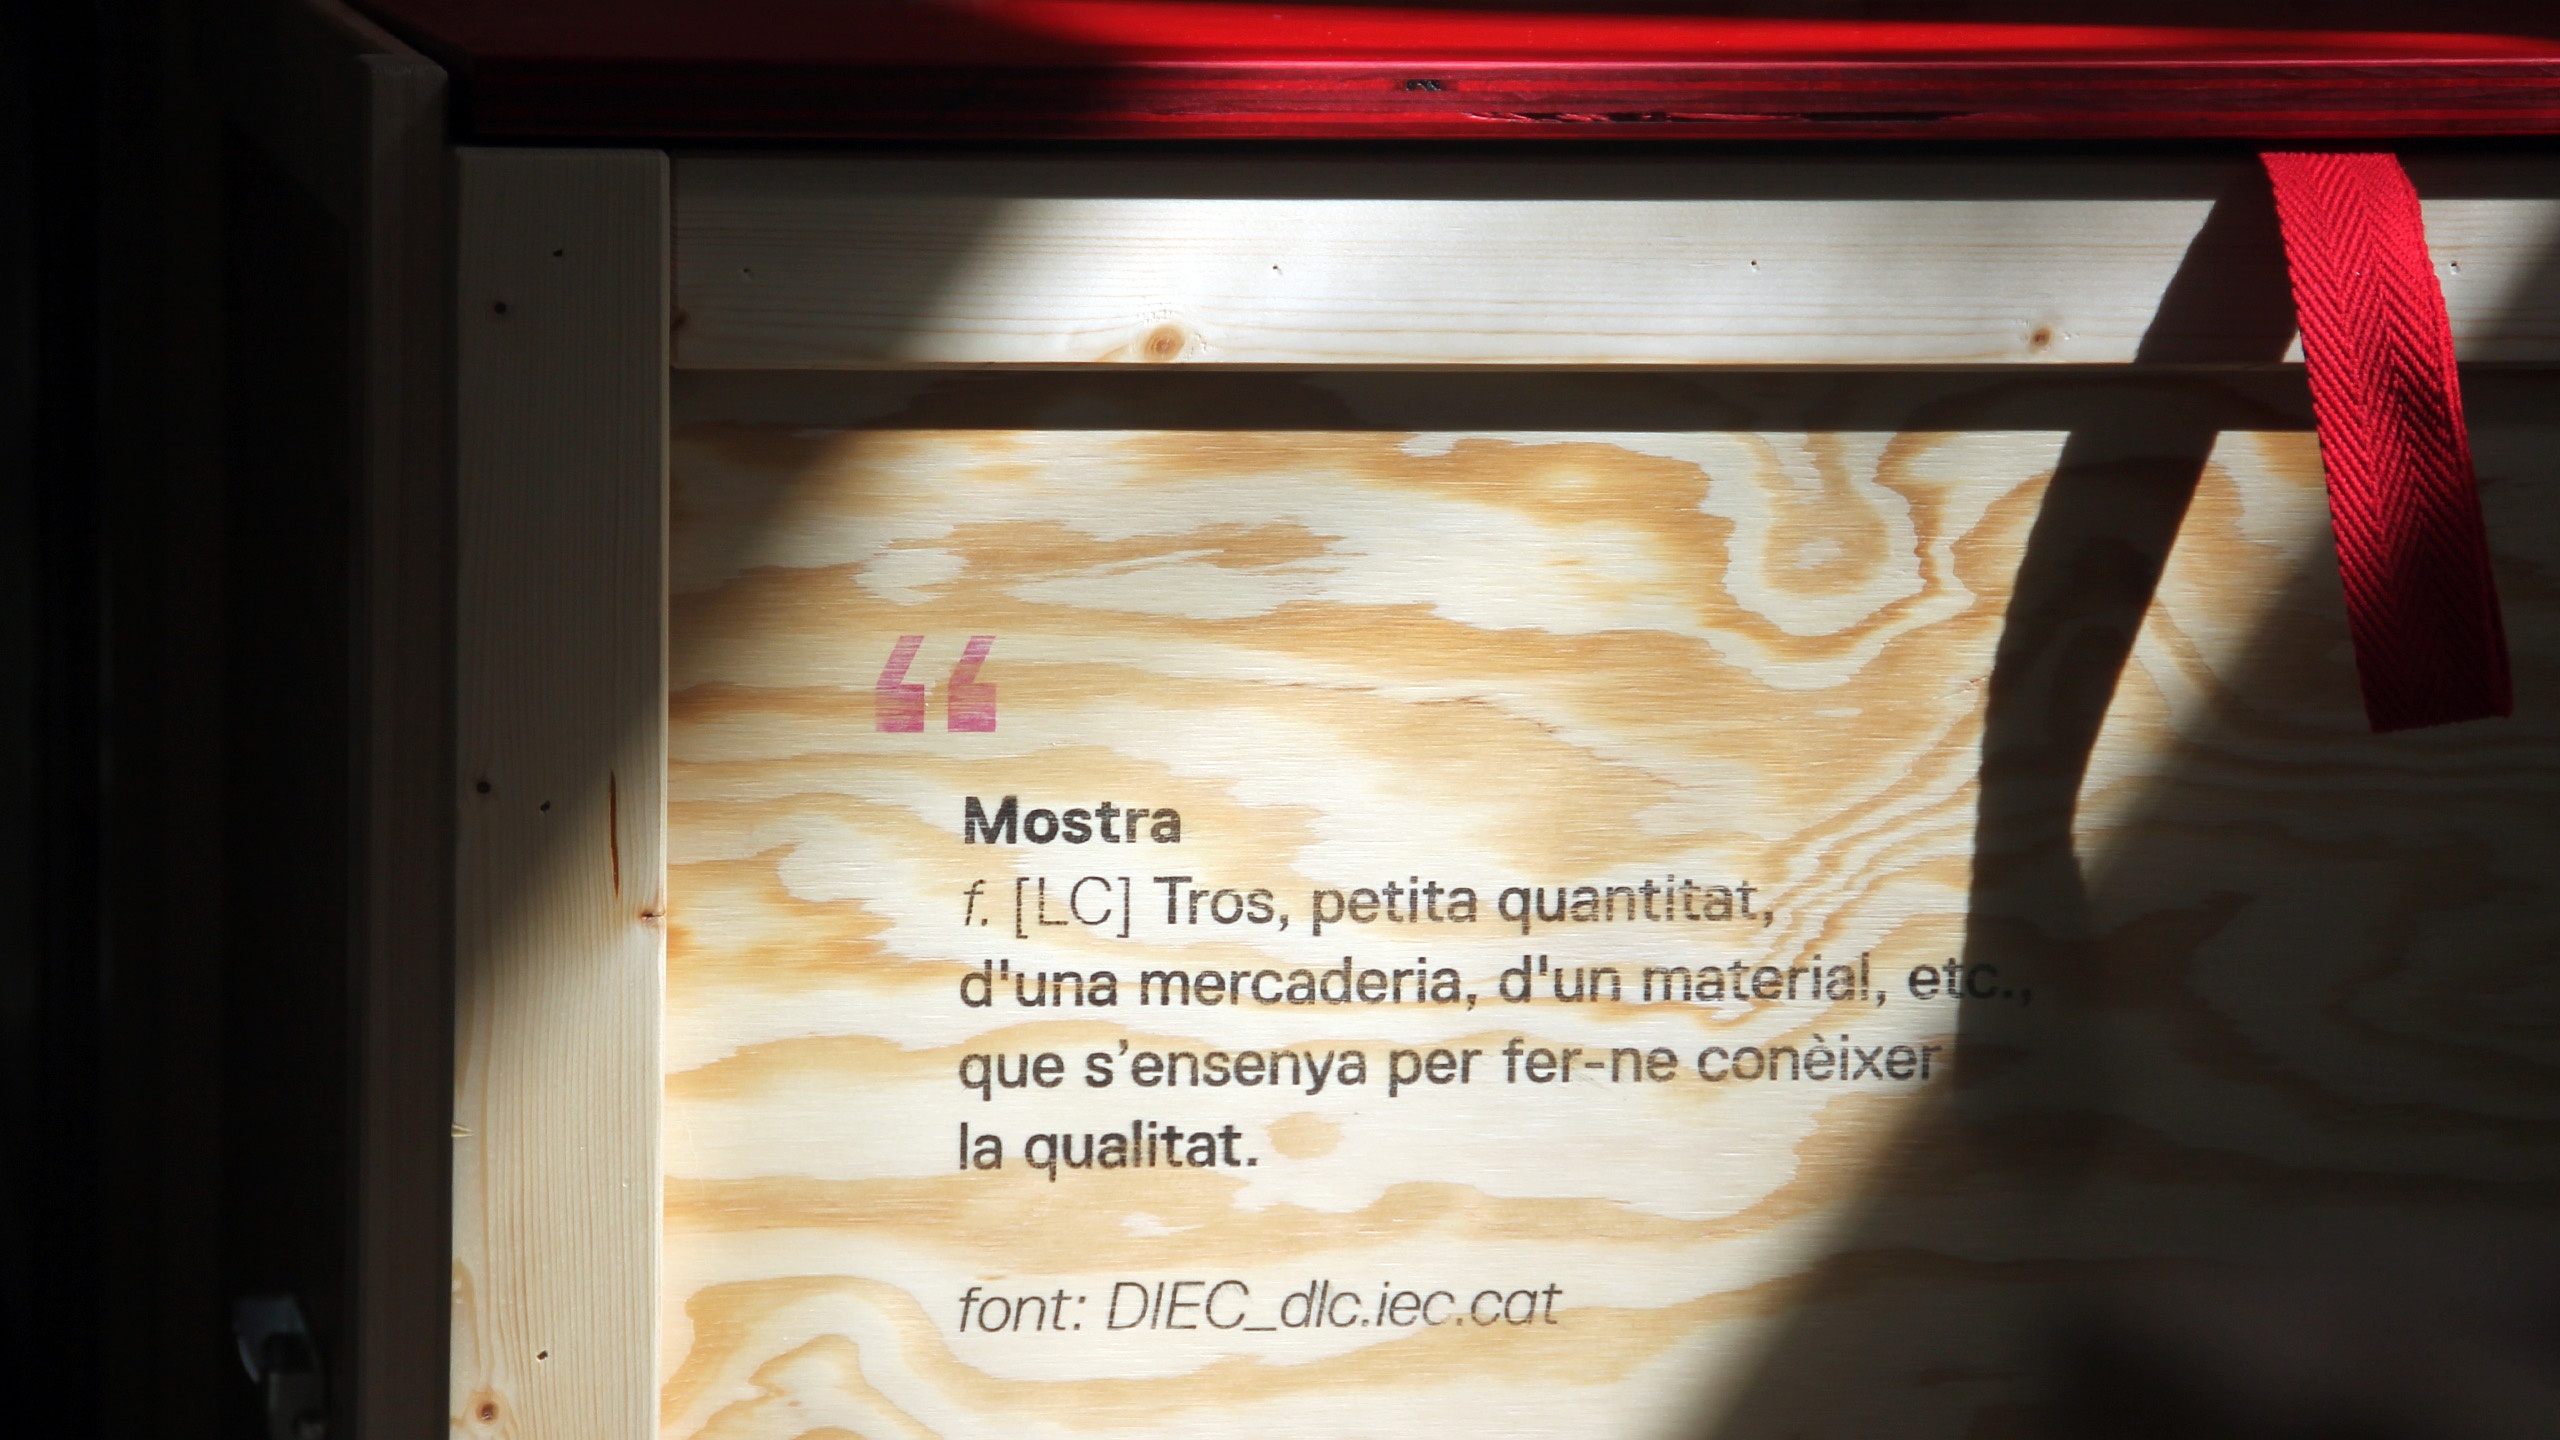 “
Mostra
f. [LC] Tros, petita quantitat,
d'una mercaderia, d'un material, etc.,
que s’ensenya per fer-ne conèixer
la qualitat.
font: DIEC_dlc.iec.cat